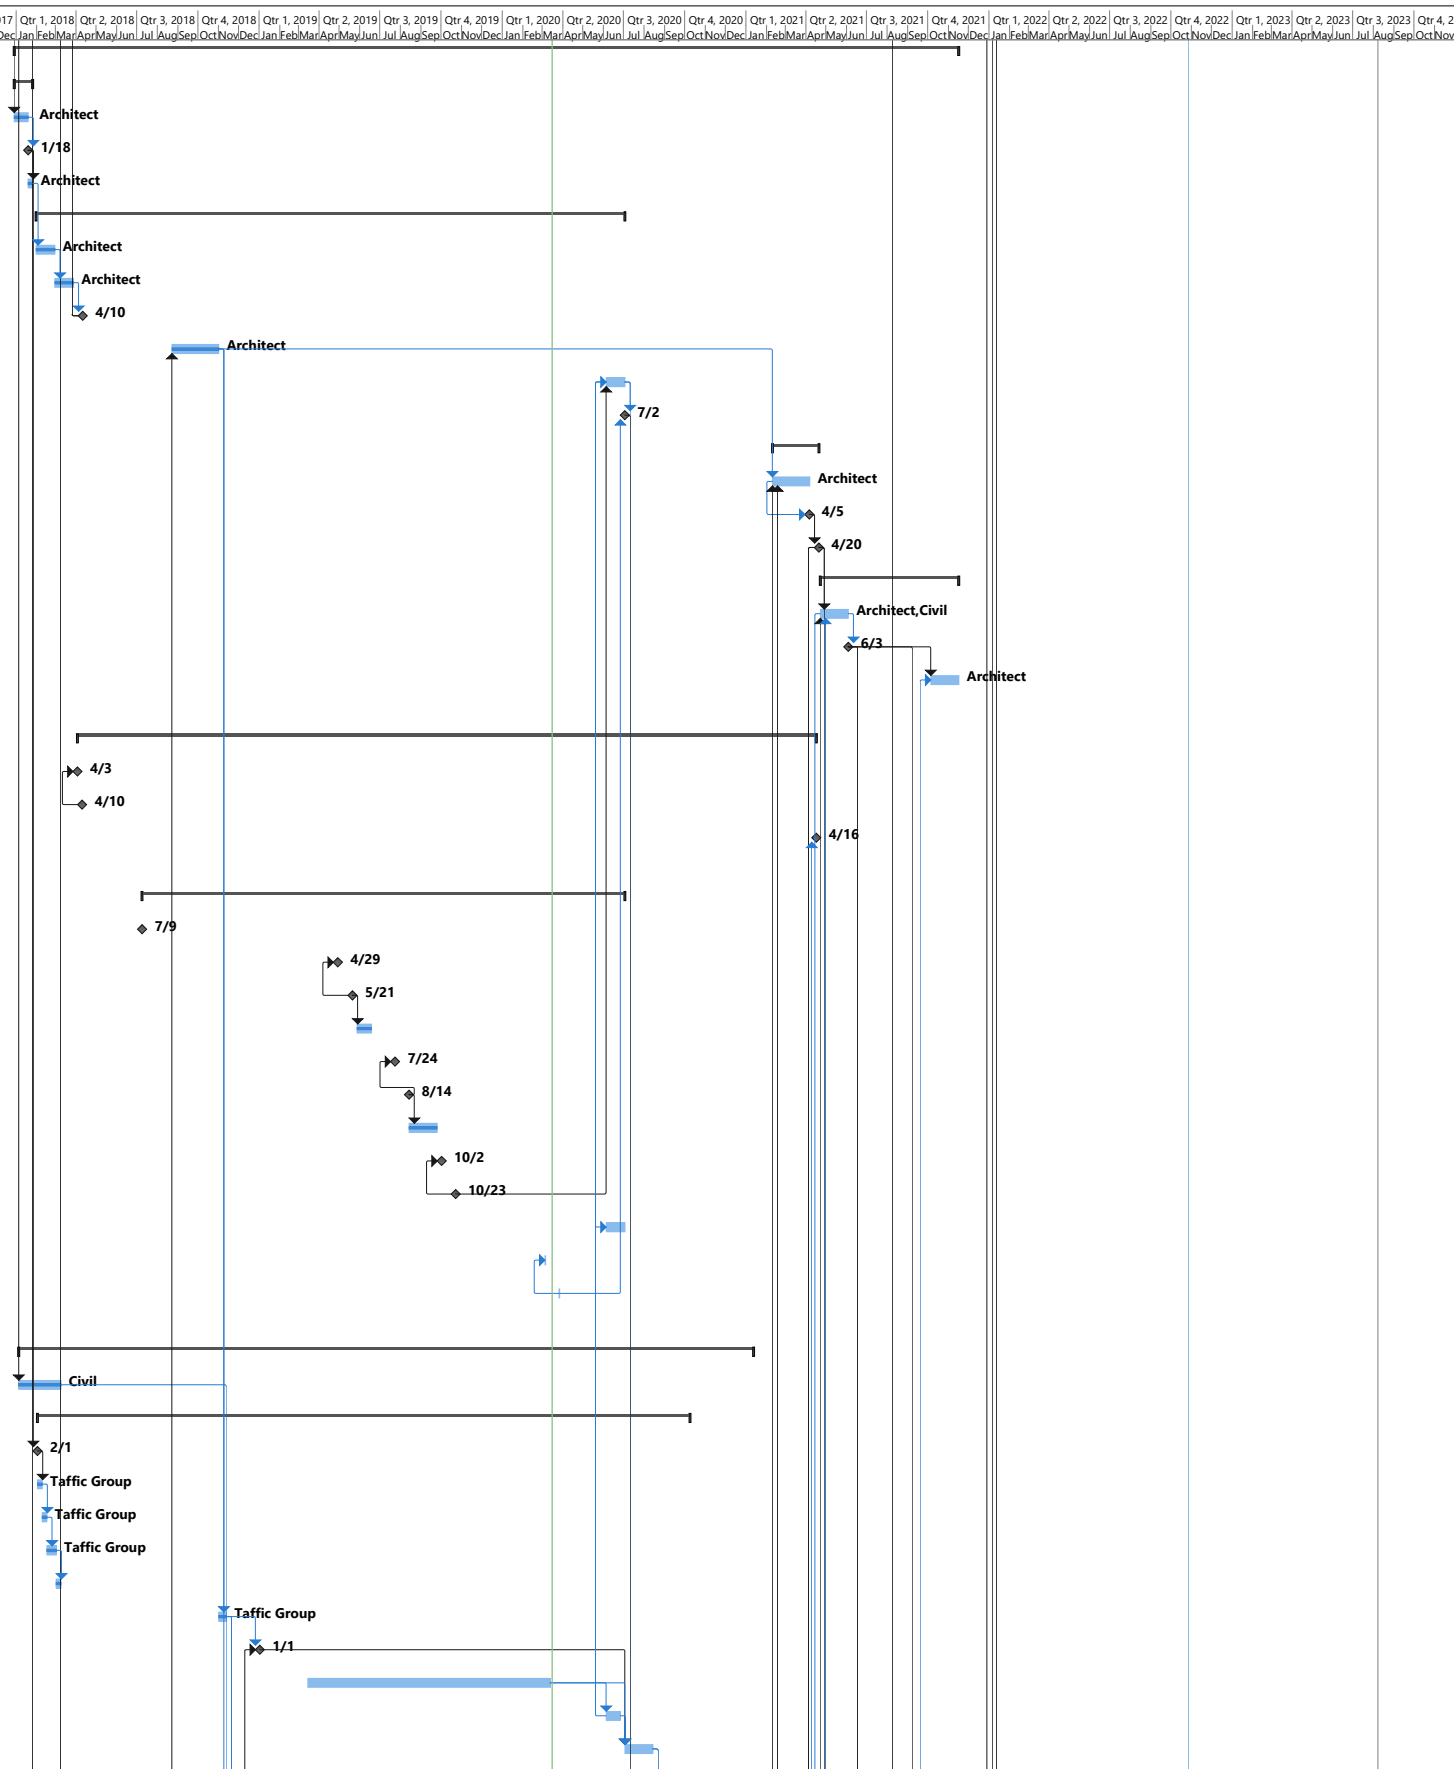 017 Qtr 1, 2018 Qtr 2, 2018 Qtr 3, 2018 Qtr 4, 2018 Qtr 1, 2019 Qtr 2, 2019 Qtr 3, 2019 Qtr 4, 2019 Qtr 1, 2020 Qtr 2, 2020 Qtr 3, 2020 Qtr 4, 2020 Qtr 1, 2021 Qtr 2, 2021 Qtr 3, 2021 Qtr 4, 2021 Qtr 1, 2022 Qtr 2, 2022 Qtr 3, 2022 Qtr 4, 2022 Qtr 1, 2023 Qtr 2, 2023 Qtr 3, 2023 Qtr 4, 2
Dec Jan Feb Mar Apr May Jun Jul Aug Sep Oct Nov Dec Jan Feb Mar Apr May Jun Jul Aug Sep Oct Nov Dec Jan Feb Mar Apr May Jun Jul Aug Sep Oct Nov Dec Jan Feb Mar Apr May Jun Jul Aug Sep Oct Nov Dec Jan Feb Mar Apr May Jun Jul Aug Sep Oct Nov Dec Jan Feb Mar Apr May Jun Jul Aug Sep Oct Nov
Architect
1/18
Architect
Architect
Architect
4/10
Architect
7/2
Architect
4/5
4/20
Architect,Civil
6/3
Architect
4/3
4/10
4/16
7/9
4/29
5/21
7/24
8/14
10/2
10/23
Civil
2/1
Taffic Group
Taffic Group
Taffic Group
Taffic Group
1/1